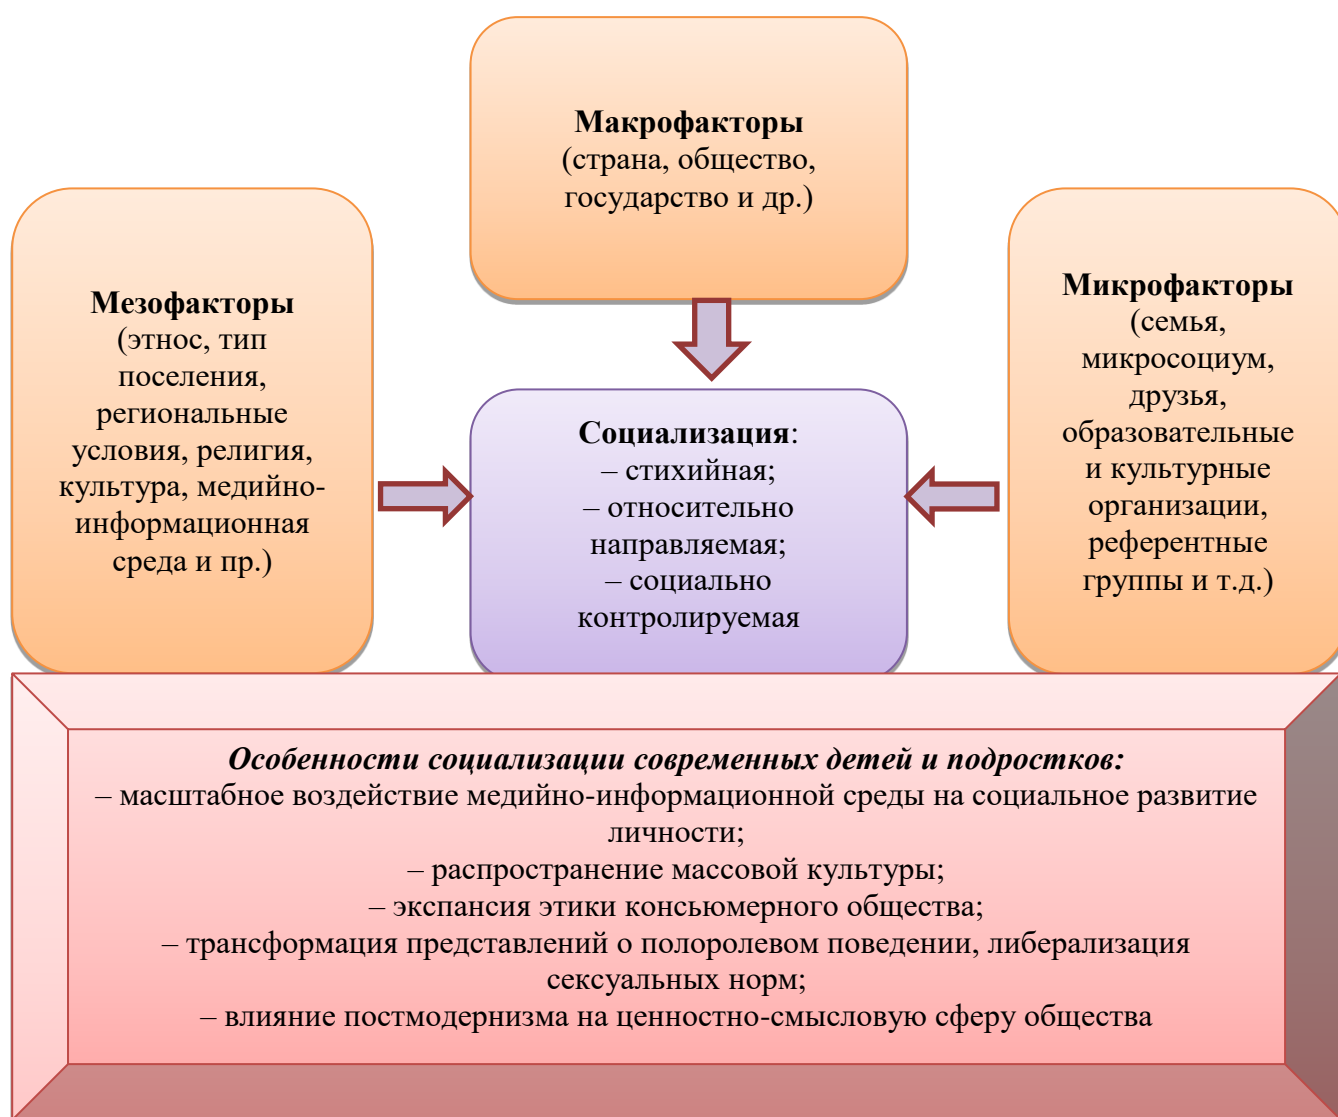 Макрофакторы
(страна, общество,
государство и др.)
Мезофакторы
(этнос, тип
поселения,
региональные
условия, религия,
культура, медийно-
информационная
среда и пр.)
Микрофакторы
(семья,
микросоциум,
друзья,
образовательные
и культурные
организации,
референтные
группы и т.д.)
Социализация:
– стихийная;
– относительно
направляемая;
– социально
контролируемая
Особенности социализации современных детей и подростков:
– масштабное воздействие медийно-информационной среды на социальное развитие
личности;
– распространение массовой культуры;
– экспансия этики консьюмерного общества;
– трансформация представлений о полоролевом поведении, либерализация
сексуальных норм;
– влияние постмодернизма на ценностно-смысловую сферу общества